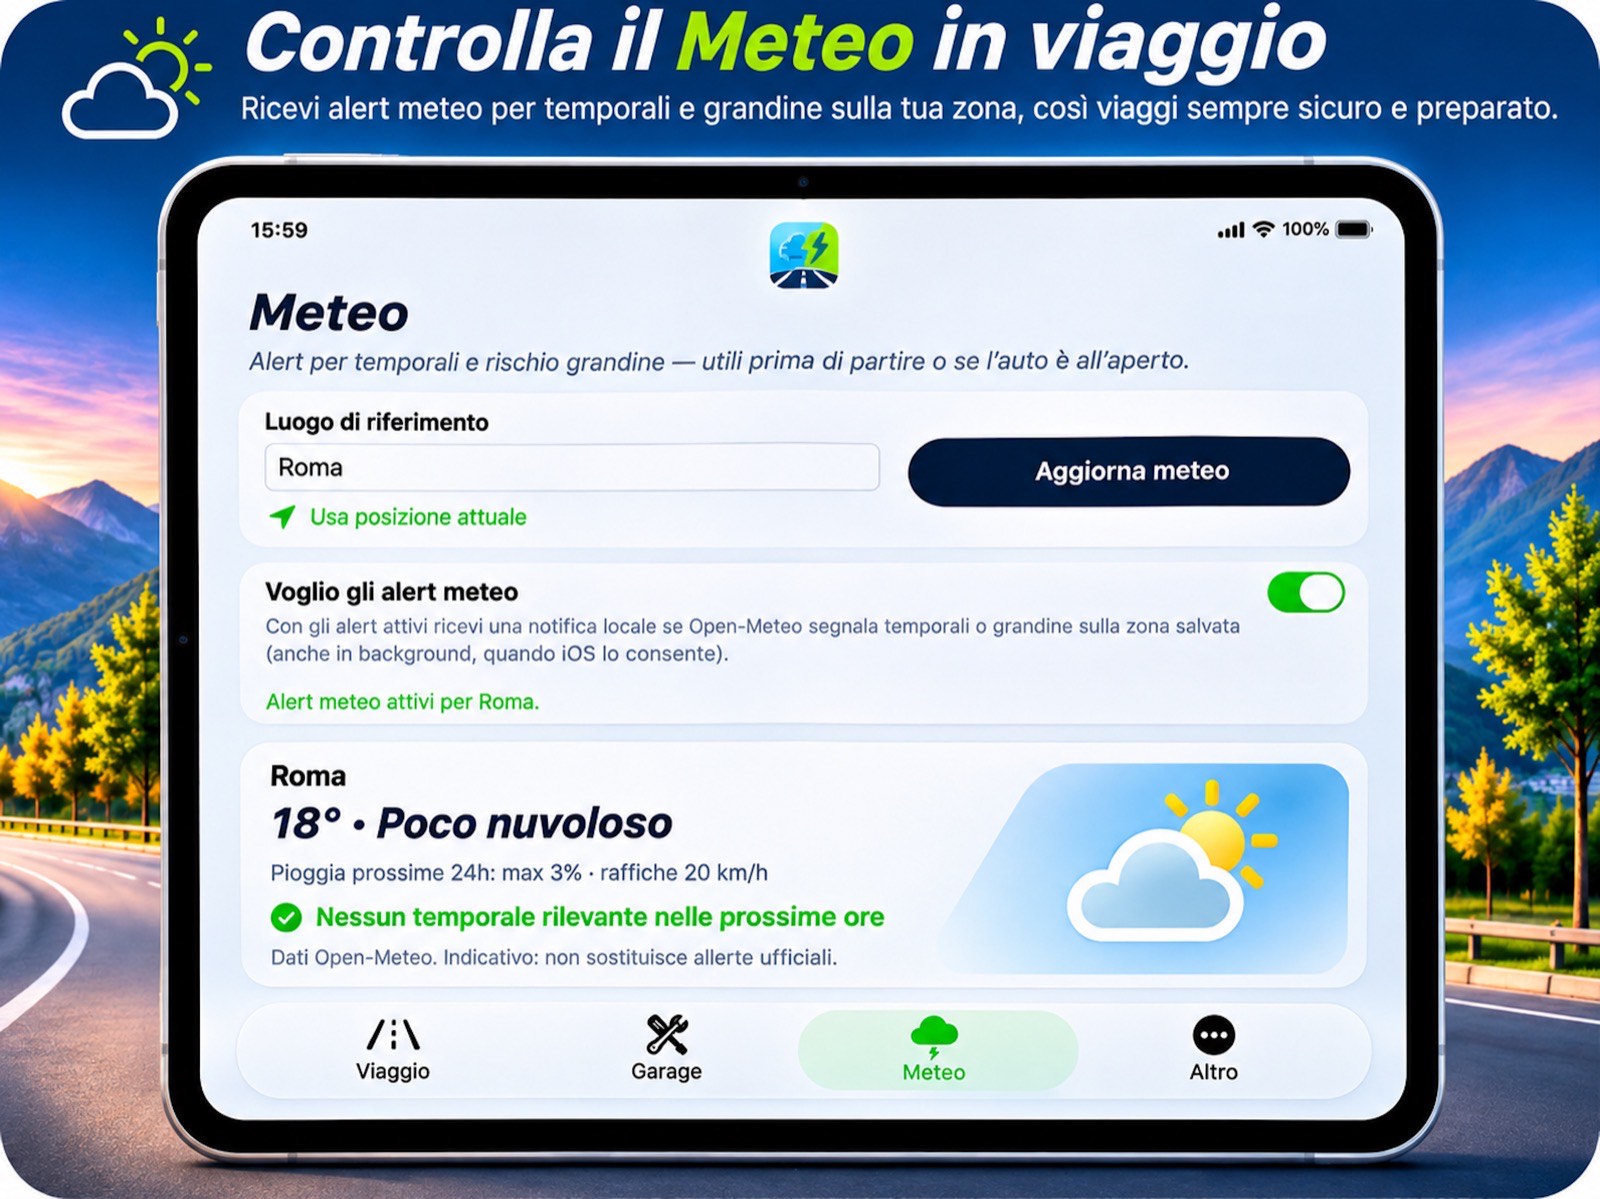 Controlla il Meteo in viaggio
Ricevi alert meteo per temporali e grandine sulla tua zona, così viaggi sempre sicuro e preparato.
15:59
100%
Meteo
Alert per temporali e rischio grandine — utili prima di partire o se l’auto è all’aperto.
Luogo di riferimento
Roma
Aggiorna meteo
Usa posizione attuale
Voglio gli alert meteo
Con gli alert attivi ricevi una notifica locale se Open-Meteo segnala temporali o grandine sulla zona salvata
(anche in background, quando iOS lo consente).
Alert meteo attivi per Roma.
Roma
18° • Poco nuvoloso
Pioggia prossime 24h: max 3% · raffiche 20 km/h
Nessun temporale rilevante nelle prossime ore
Dati Open-Meteo. Indicativo: non sostituisce allerte ufficiali.
Viaggio
Garage
Meteo
Altro